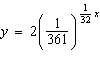 y = 2(1/361)^(1/32 x)